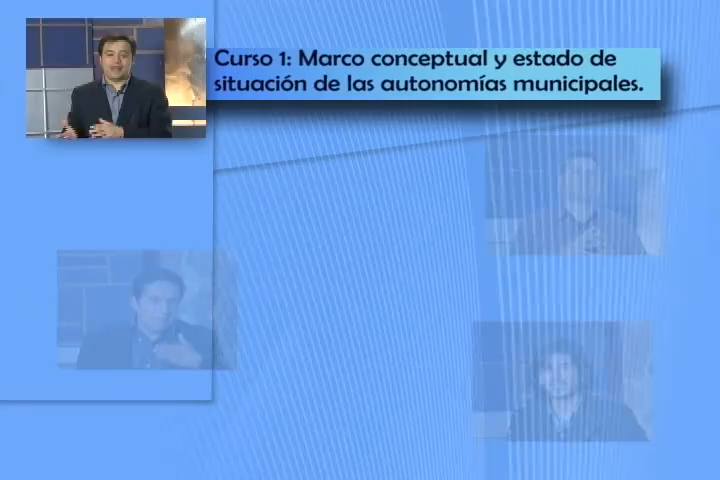 Curso 1: Marco conceptual y estado de
situación de las autonomías municipales.